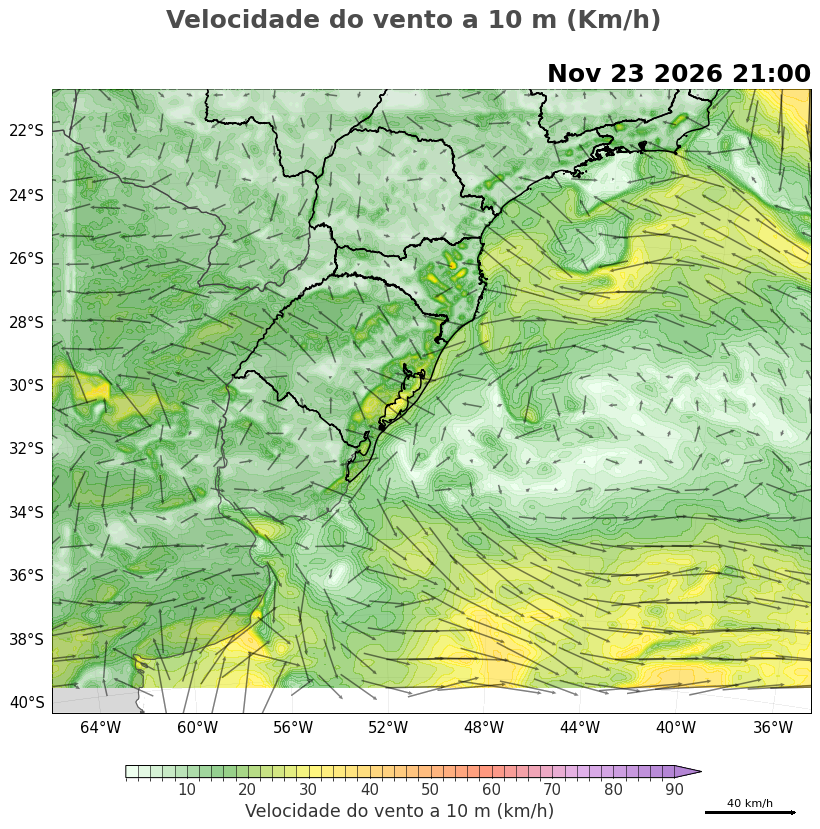 Velocidade do vento a 10 m (Km/h)
Nov 23 2026 21:00
22°S
24°S
26°S
28°S
30°S
32°S
34°S
36°S
38°S
40°S
64°W 60°W 56°W 52°W 48°W 44°W 40°W 36°W
10 20 30 40 50 60 70 80 90
Velocidade do vento a 10 m (km/h)
40 km/h